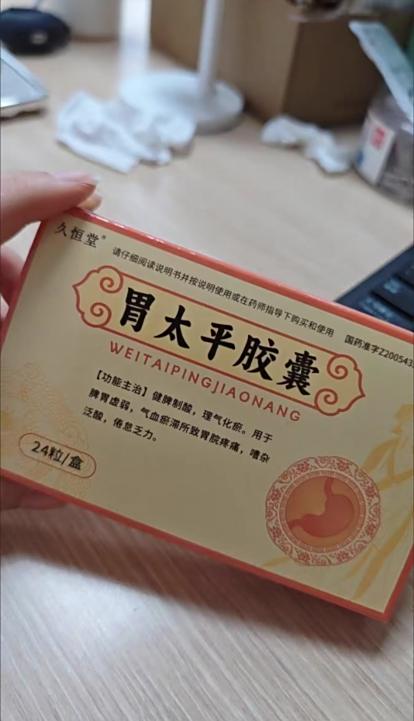 久恒堂®
请仔细阅读说明书并按说明使用或在药师指导下购买和使用
国药准字Z200543
胃太平胶囊
WEITAIPINGJIAONANG
【功能主治】健脾制酸，理气化瘀。用于
脾胃虚弱，气血瘀滞所致胃脘疼痛，嘈杂
泛酸，倦怠乏力。
24粒/盒